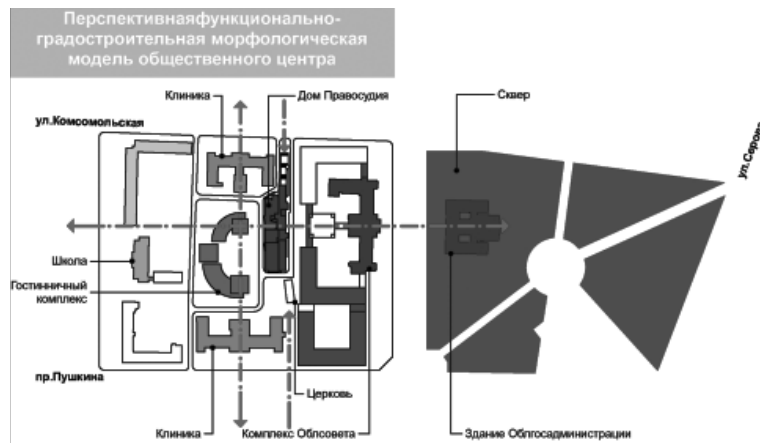 Перспективнаяфункционально-
градостроительная морфологическая
модель общественного центра
Клиника
Дом Правосудия
Сквер
ул.Комсомольская
ул.Серова
Школа
Гостинничный
комплекс
пр.Пушкина
Церковь
Клиника
Комплекс Облсовета
Здание Облгосадминистрации